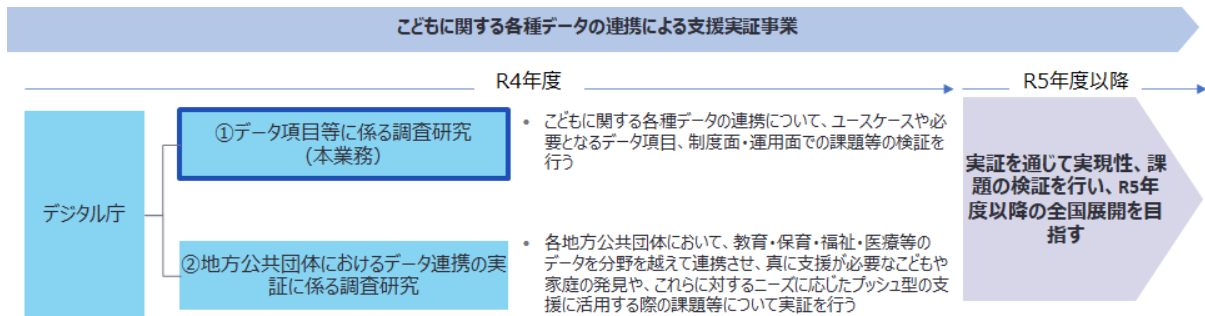 こどもに関する各種データの連携による支援実証事業
R4年度
R5年度以降
デジタル庁
①データ項目等に係る調査研究
(本業務)
• こどもに関する各種データの連携について、ユースケースや必
要となるデータ項目、制度面・運用面での課題等の検証を
行う
②地方公共団体におけるデータ連携の実
証に係る調査研究
• 各地方公共団体において、教育・保育・福祉・医療等の
データを分野を越えて連携させ、真に支援が必要なこどもや
家庭の発見や、これらに対するニーズに応じたプッシュ型の支
援に活用する際の課題等について実証を行う
実証を通じて実現性、課
題の検証を行い、R5年
度以降の全国展開を目
指す